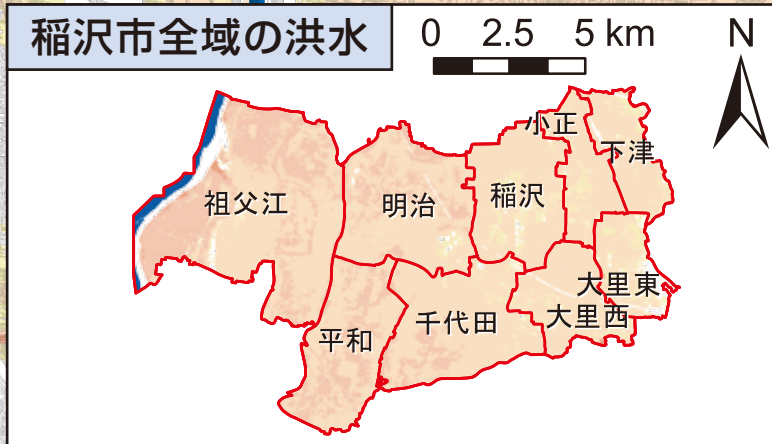 稲沢市全域の洪水
0 2.5 5 km
N
小正
下津
祖父江
明治
稲沢
大里東
大里西
千代田
平和